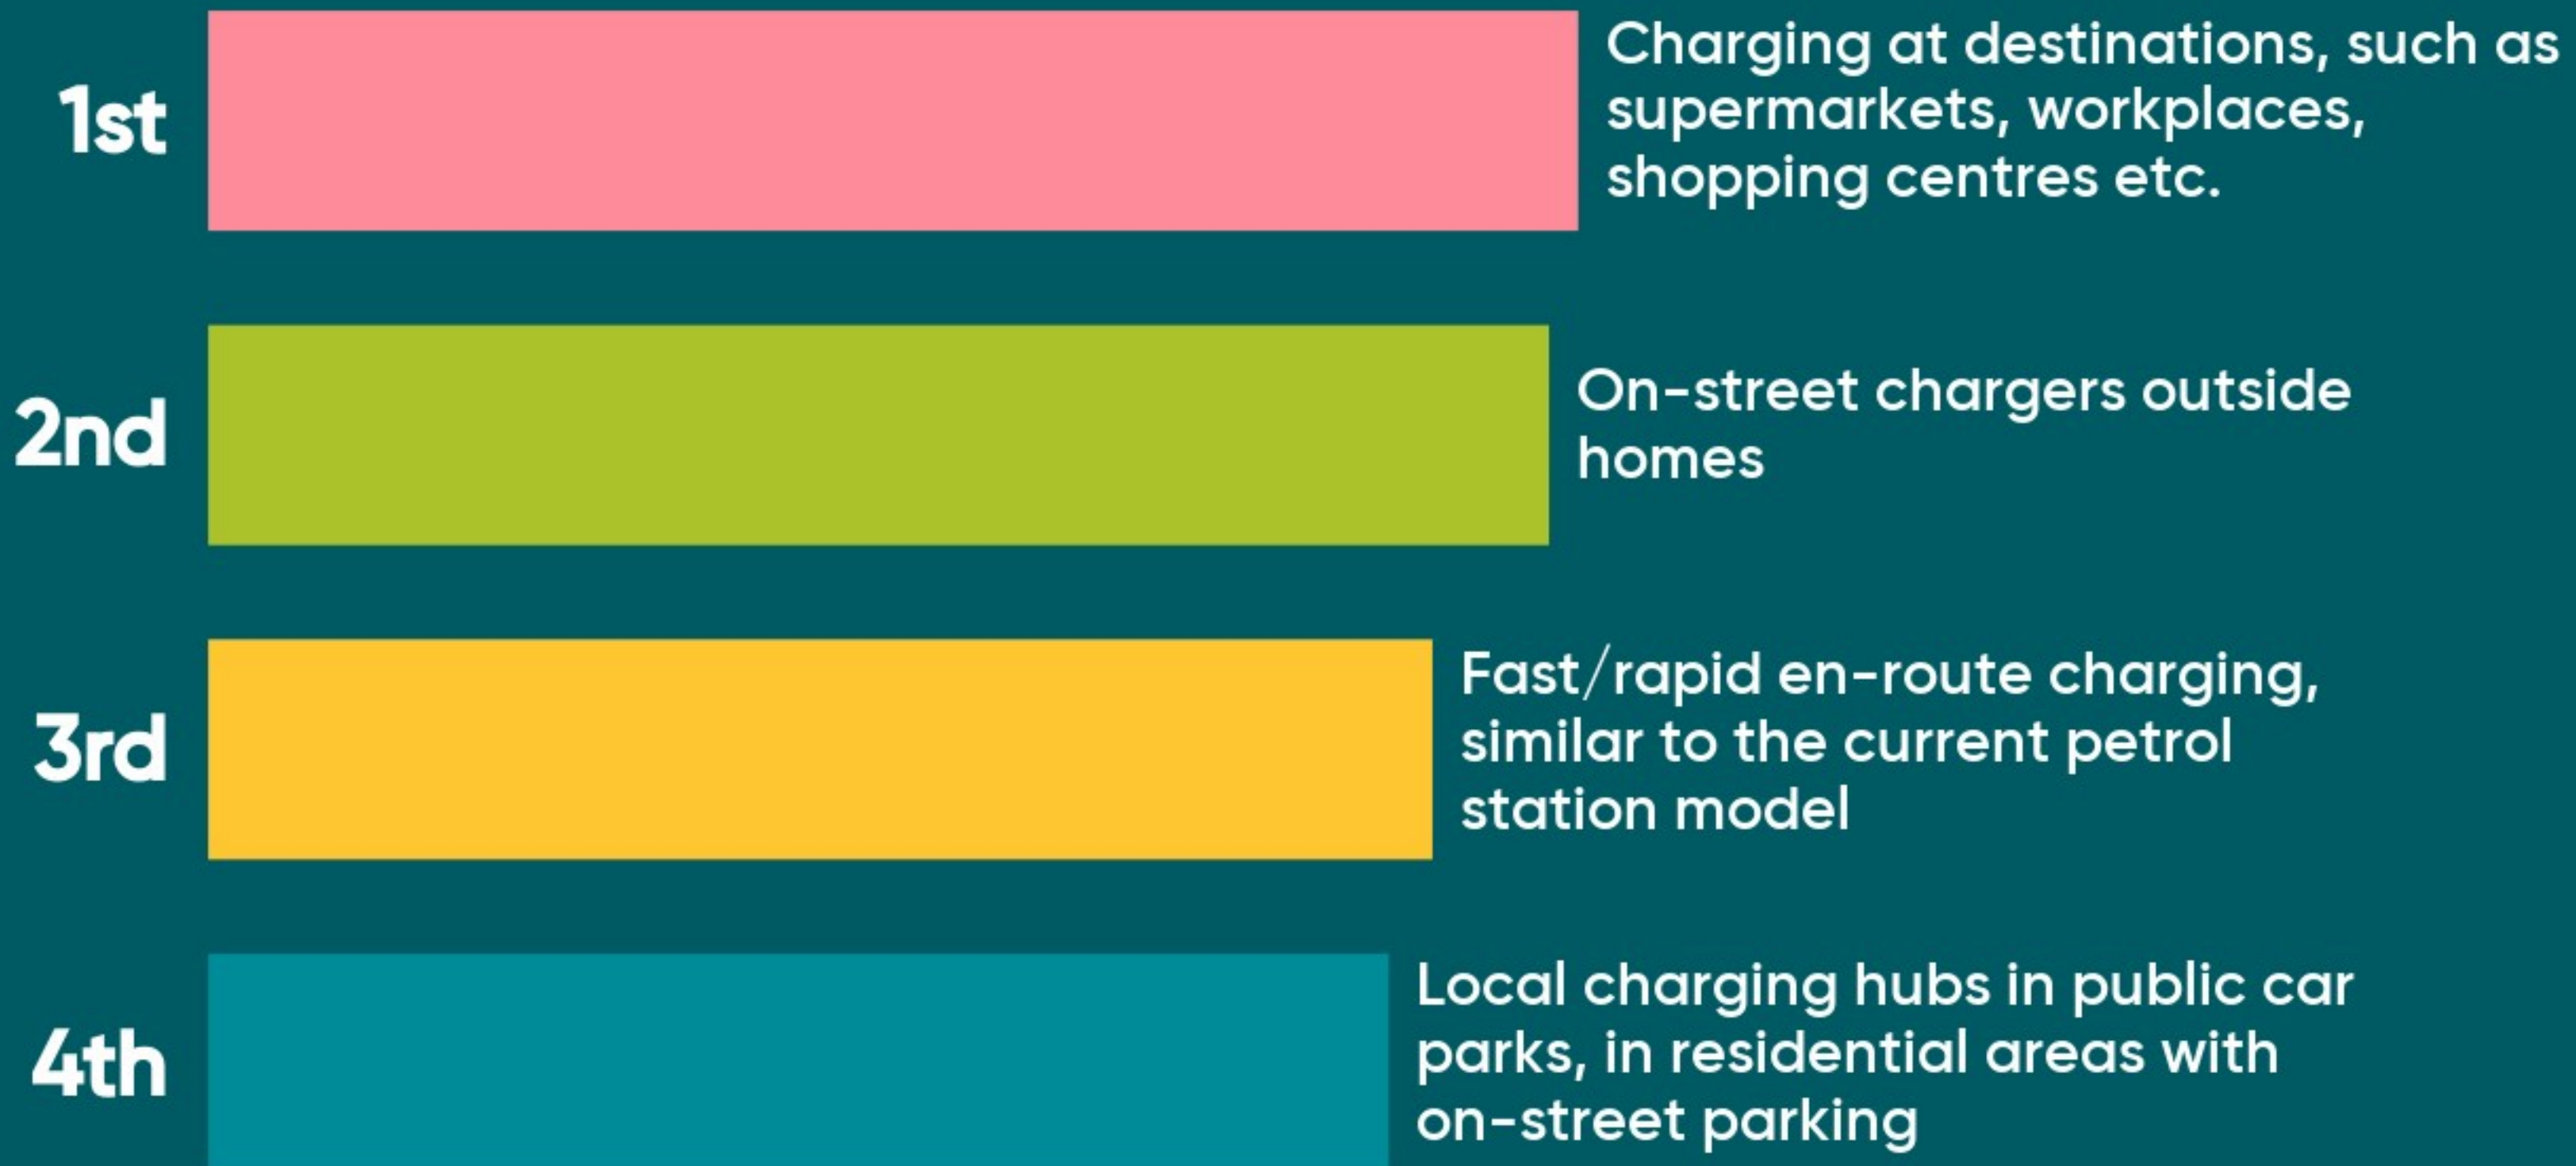 1st
Charging at destinations, such as
supermarkets, workplaces,
shopping centres etc.
2nd
On-street chargers outside
homes
3rd
Fast/rapid en-route charging,
similar to the current petrol
station model
4th
Local charging hubs in public car
parks, in residential areas with
on-street parking